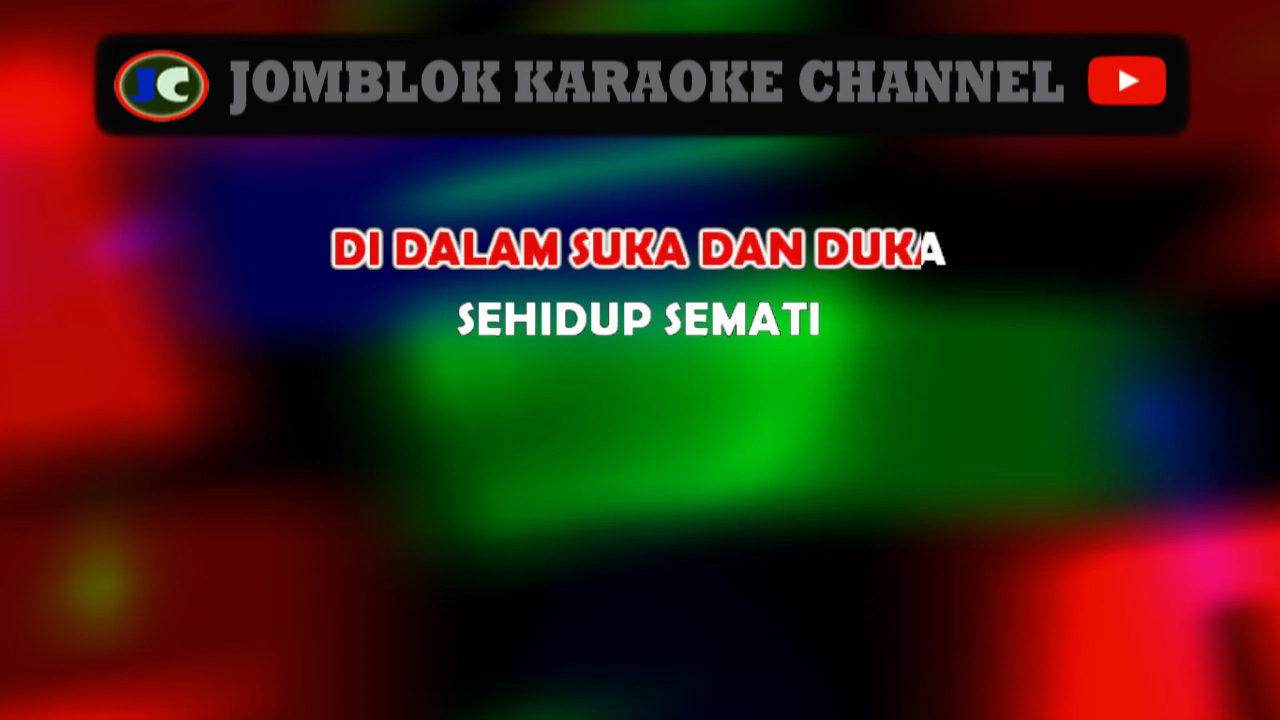 JC JOMBLOK KARAOKE CHANNEL
DI DALAM SUKA DAN DUKA
SEHIDUP SEMATI